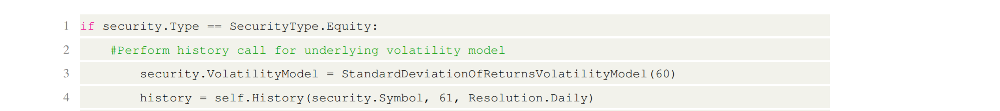 1 if security.Type == SecurityType.Equity:
2     #Perform history call for underlying volatility model
3         security.VolatilityModel = StandardDeviationOfReturnsVolatilityModel(60)
4         history = self.History(security.Symbol, 61, Resolution.Daily)